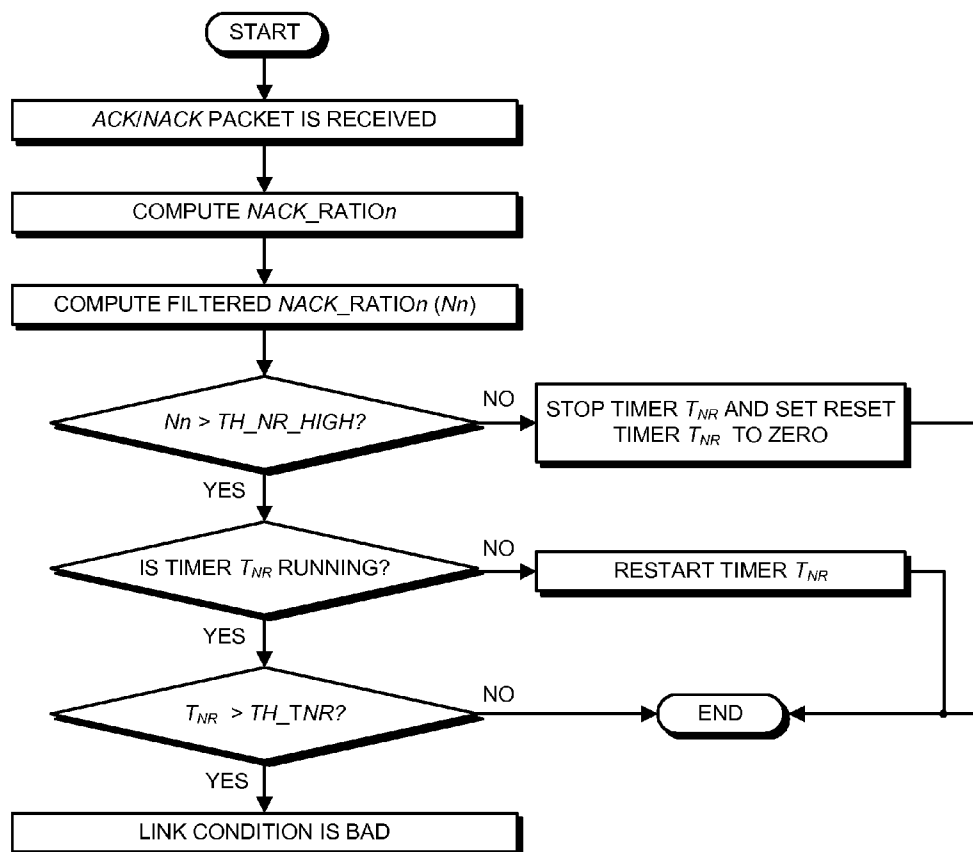 START
ACK/NACK PACKET IS RECEIVED
COMPUTE NACK_RATIOn
COMPUTE FILTERED NACK_RATIOn (Nn)
Nn > TH_NR_HIGH?
NO
STOP TIMER TNR AND SET RESET
TIMER TNR TO ZERO
YES
IS TIMER TNR RUNNING?
NO
RESTART TIMER TNR
YES
TNR > TH_TNR?
NO
END
YES
LINK CONDITION IS BAD